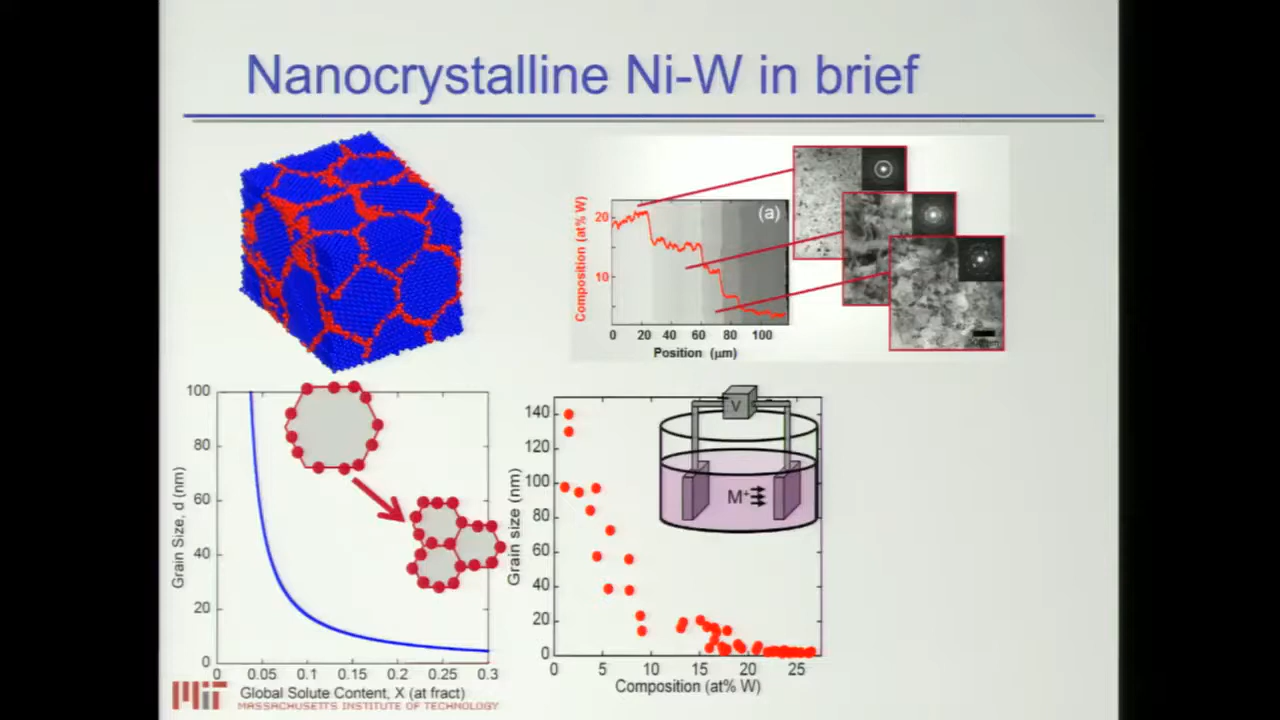 Nanocrystalline Ni-W in brief
Composition (at% W)
20
10
(a)
0 20 40 60 80 100
Position (μm)
Grain Size, d (nm)
100
80
60
40
20
0
0 0.05 0.1 0.15 0.2 0.25 0.3
Global Solute Content, X (at fract)
Grain size (nm)
140
120
100
80
60
40
20
0
V
M⁺
0 5 10 15 20 25
Composition (at% W)
MIT
MASSACHUSETTS INSTITUTE OF TECHNOLOGY